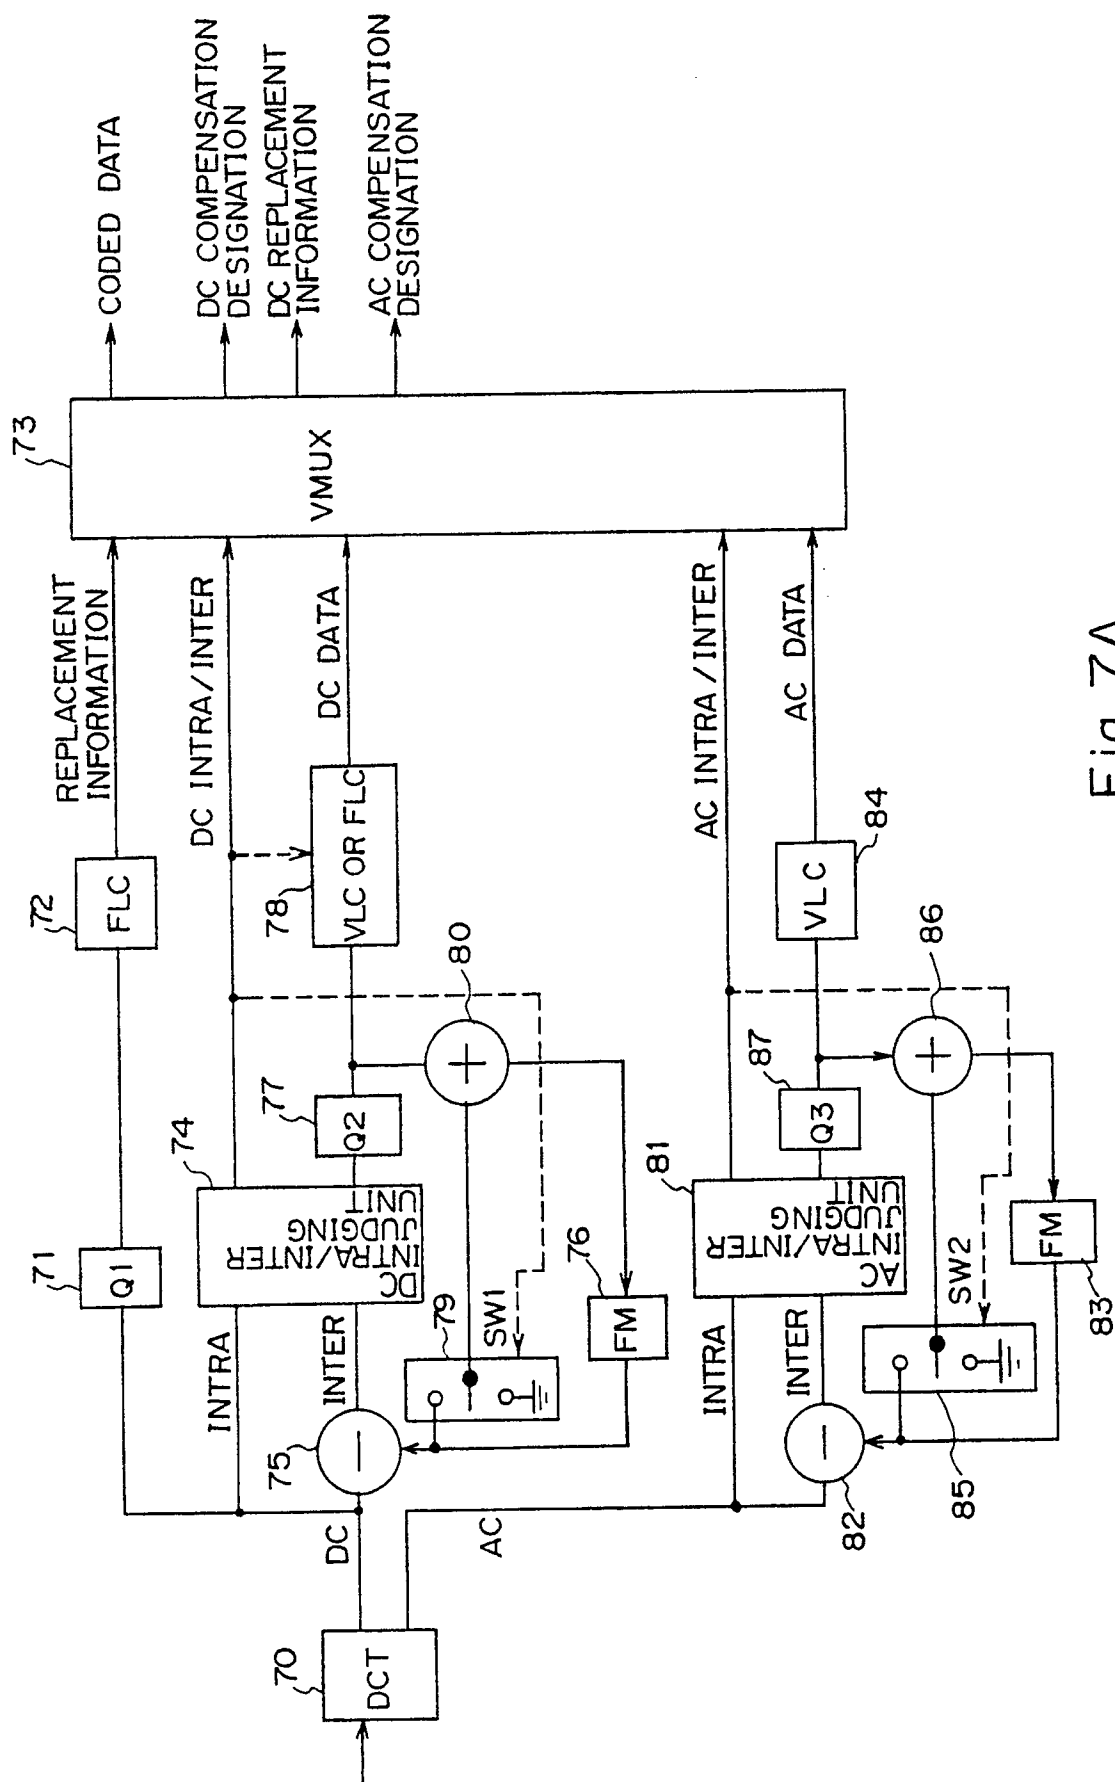 CODED DATA
DC COMPENSATION
DESIGNATION
DC REPLACEMENT
INFORMATION
AC COMPENSATION
DESIGNATION
73
VMUX
REPLACEMENT
INFORMATION
DC INTRA/INTER
DC DATA
AC INTRA/INTER
AC DATA
72
FLC
78
VLC OR FLC
84
VLC
80
+
86
+
77
Q2
87
Q3
74
DC
INTRA/INTER
JUDGING
UNIT
81
AC
INTRA/INTER
JUDGING
UNIT
71
Q1
76
FM
83
FM
79
SW1
85
SW2
INTRA
INTER
INTRA
INTER
75
−
82
−
DC
AC
70
DCT
Fig. 7A